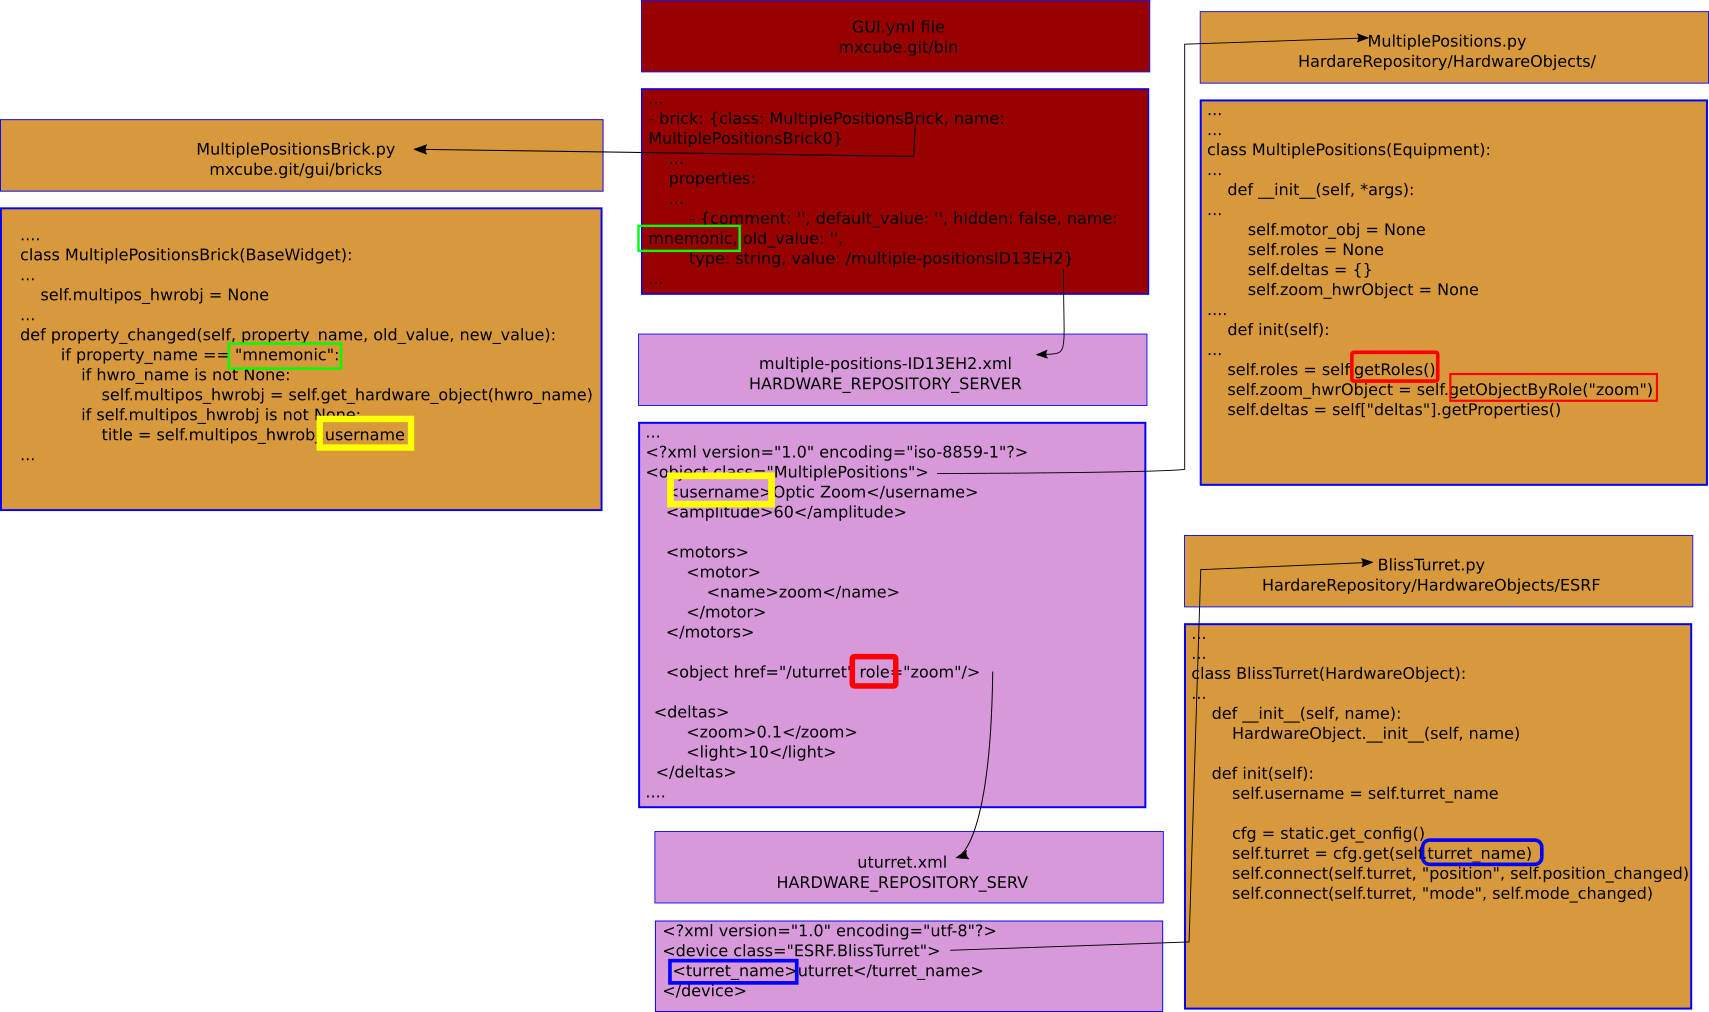 GUI.yml file
mxcube.git/bin
...
- brick: {class: MultiplePositionsBrick, name:
MultiplePositionsBrick0}
...
properties:
...
- {comment: '', default_value: '', hidden: false, name:
mnemonic, old_value: '',
type: string, value: /multiple-positionsID13EH2}
...
MultiplePositionsBrick.py
mxcube.git/gui/bricks
....
class MultiplePositionsBrick(BaseWidget):
...
self.multipos_hwrobj = None
...
def property_changed(self, property_name, old_value, new_value):
if property_name == "mnemonic":
if hwro_name is not None:
self.multipos_hwrobj = self.get_hardware_object(hwro_name)
if self.multipos_hwrobj is not None:
title = self.multipos_hwrobj.username
...
multiple-positions-ID13EH2.xml
HARDWARE_REPOSITORY_SERVER
...
<?xml version="1.0" encoding="iso-8859-1"?>
<object class="MultiplePositions">
<username>Optic Zoom</username>
<amplitude>60</amplitude>
<motors>
<motor>
<name>zoom</name>
</motor>
</motors>
<object href="/uturret" role="zoom"/>
<deltas>
<zoom>0.1</zoom>
<light>10</light>
</deltas>
....
uturret.xml
HARDWARE_REPOSITORY_SERV
<?xml version="1.0" encoding="utf-8"?>
<device class="ESRF.BlissTurret">
<turret_name>uturret</turret_name>
</device>
MultiplePositions.py
HardareRepository/HardwareObjects/
...
...
class MultiplePositions(Equipment):
...
def __init__(self, *args):
...
self.motor_obj = None
self.roles = None
self.deltas = {}
self.zoom_hwrObject = None
....
def init(self):
...
self.roles = self.getRoles()
self.zoom_hwrObject = self.getObjectByRole("zoom")
self.deltas = self["deltas"].getProperties()
BlissTurret.py
HardareRepository/HardwareObjects/ESRF
...
...
class BlissTurret(HardwareObject):
...
def __init__(self, name):
HardwareObject.__init__(self, name)
def init(self):
self.username = self.turret_name
cfg = static.get_config()
self.turret = cfg.get(self.turret_name)
self.connect(self.turret, "position", self.position_changed)
self.connect(self.turret, "mode", self.mode_changed)